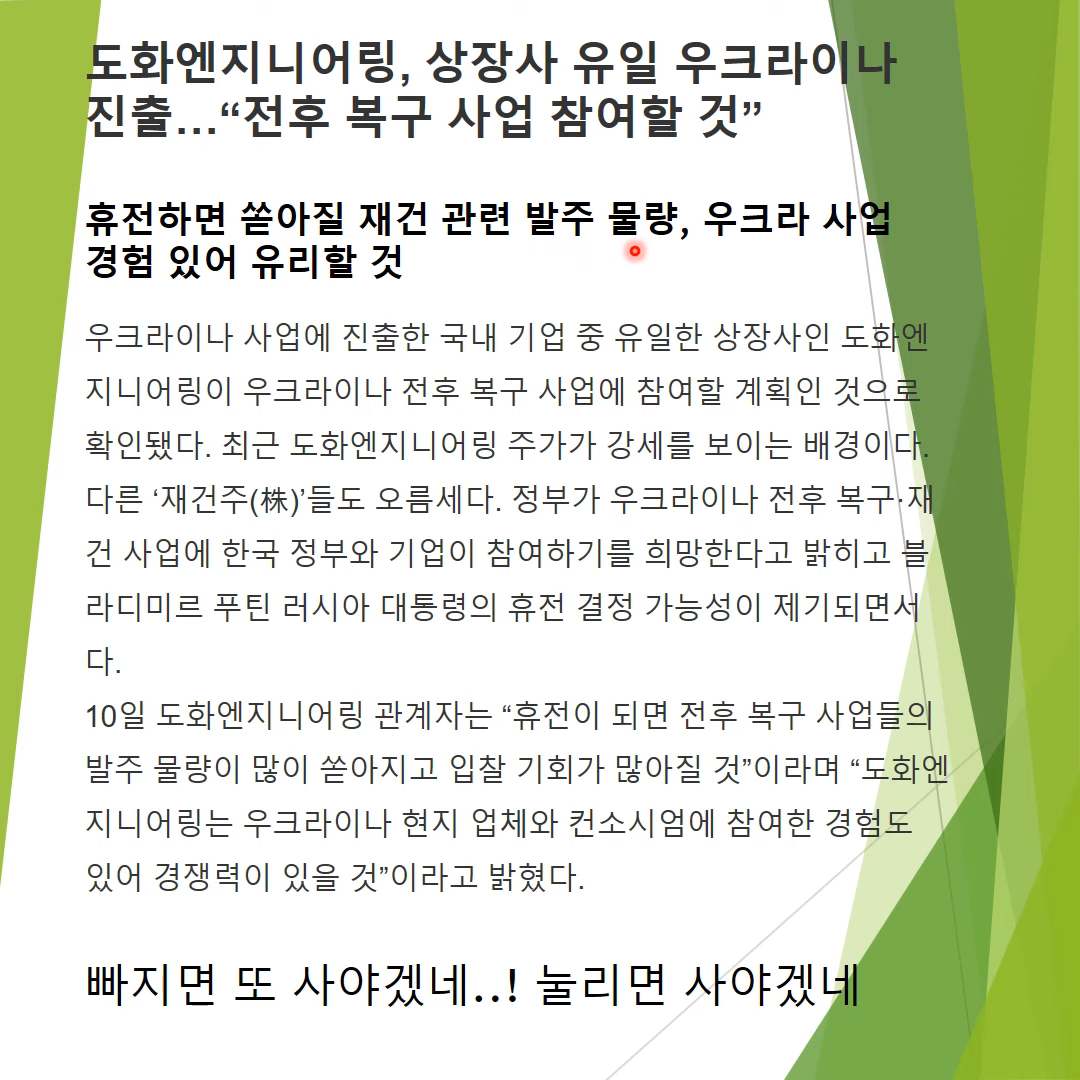 도화엔지니어링, 상장사 유일 우크라이나
진출…“전후 복구 사업 참여할 것”
휴전하면 쏟아질 재건 관련 발주 물량, 우크라 사업
경험 있어 유리할 것
우크라이나 사업에 진출한 국내 기업 중 유일한 상장사인 도화엔
지니어링이 우크라이나 전후 복구 사업에 참여할 계획인 것으로
확인됐다. 최근 도화엔지니어링 주가가 강세를 보이는 배경이다.
다른 ‘재건주(株)’들도 오름세다. 정부가 우크라이나 전후 복구·재
건 사업에 한국 정부와 기업이 참여하기를 희망한다고 밝히고 블
라디미르 푸틴 러시아 대통령의 휴전 결정 가능성이 제기되면서
다.
10일 도화엔지니어링 관계자는 “휴전이 되면 전후 복구 사업들의
발주 물량이 많이 쏟아지고 입찰 기회가 많아질 것”이라며 “도화엔
지니어링는 우크라이나 현지 업체와 컨소시엄에 참여한 경험도
있어 경쟁력이 있을 것”이라고 밝혔다.
빠지면 또 사야겠네..! 눌리면 사야겠네